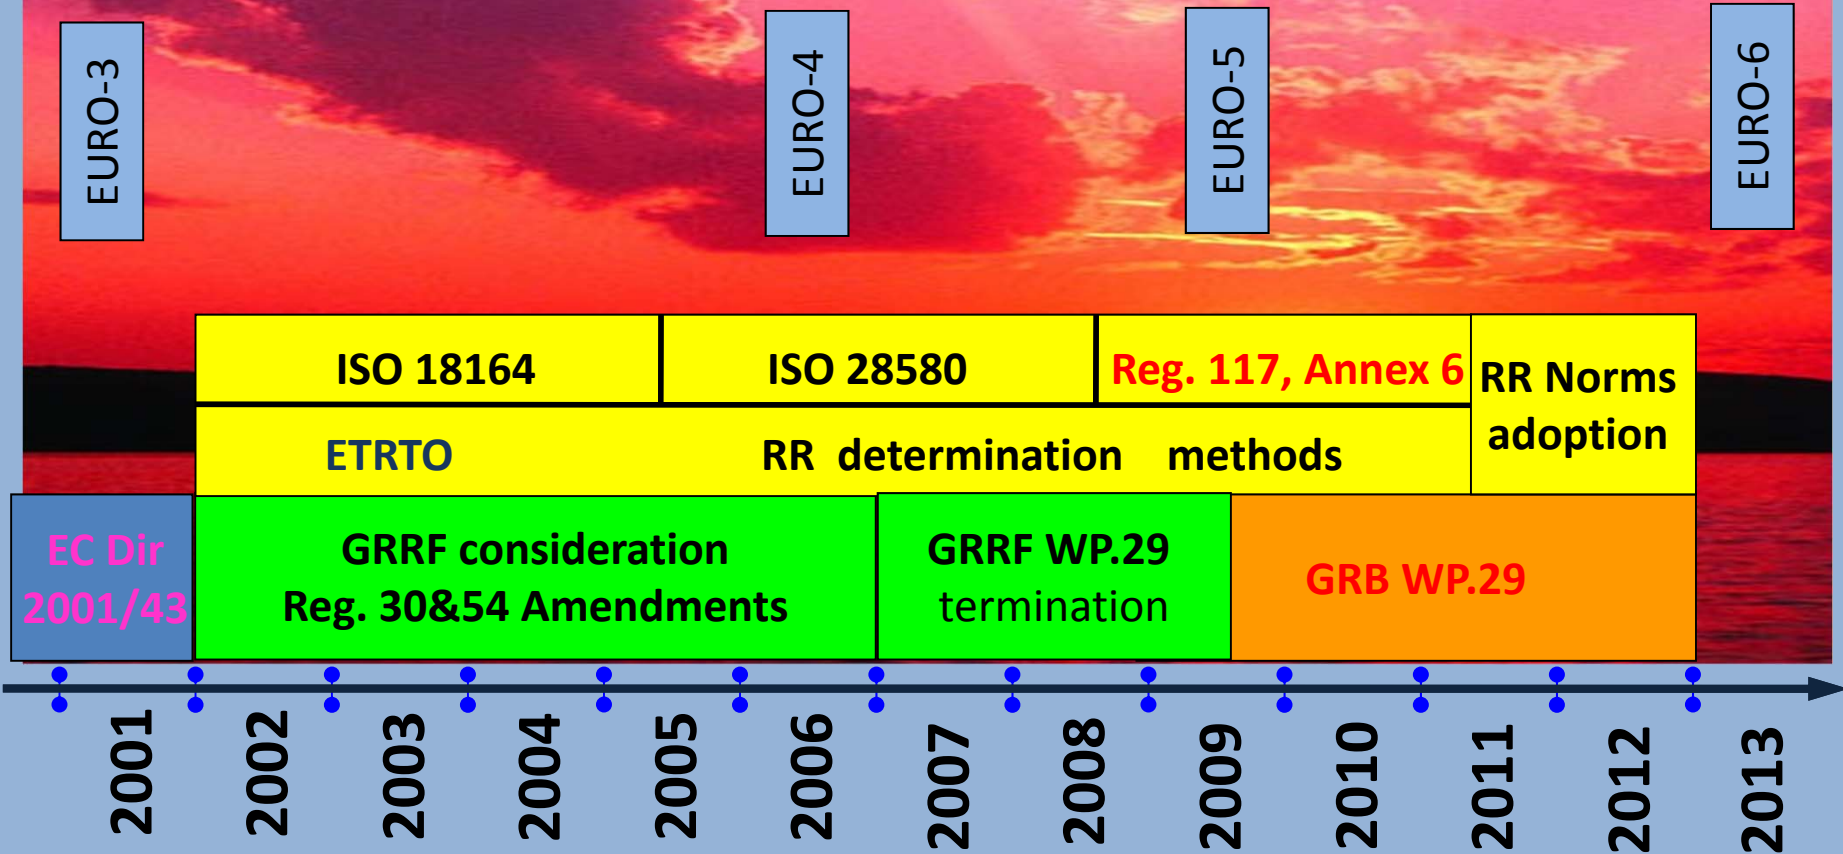 EURO-3
EURO-4
EURO-5
EURO-6
ISO 18164
ISO 28580
Reg. 117, Annex 6
RR Norms
adoption
ETRTO
RR determination methods
EC Dir
2001/43
GRRF consideration
Reg. 30&54 Amendments
GRRF WP.29
termination
GRB WP.29
2001
2002
2003
2004
2005
2006
2007
2008
2009
2010
2011
2012
2013